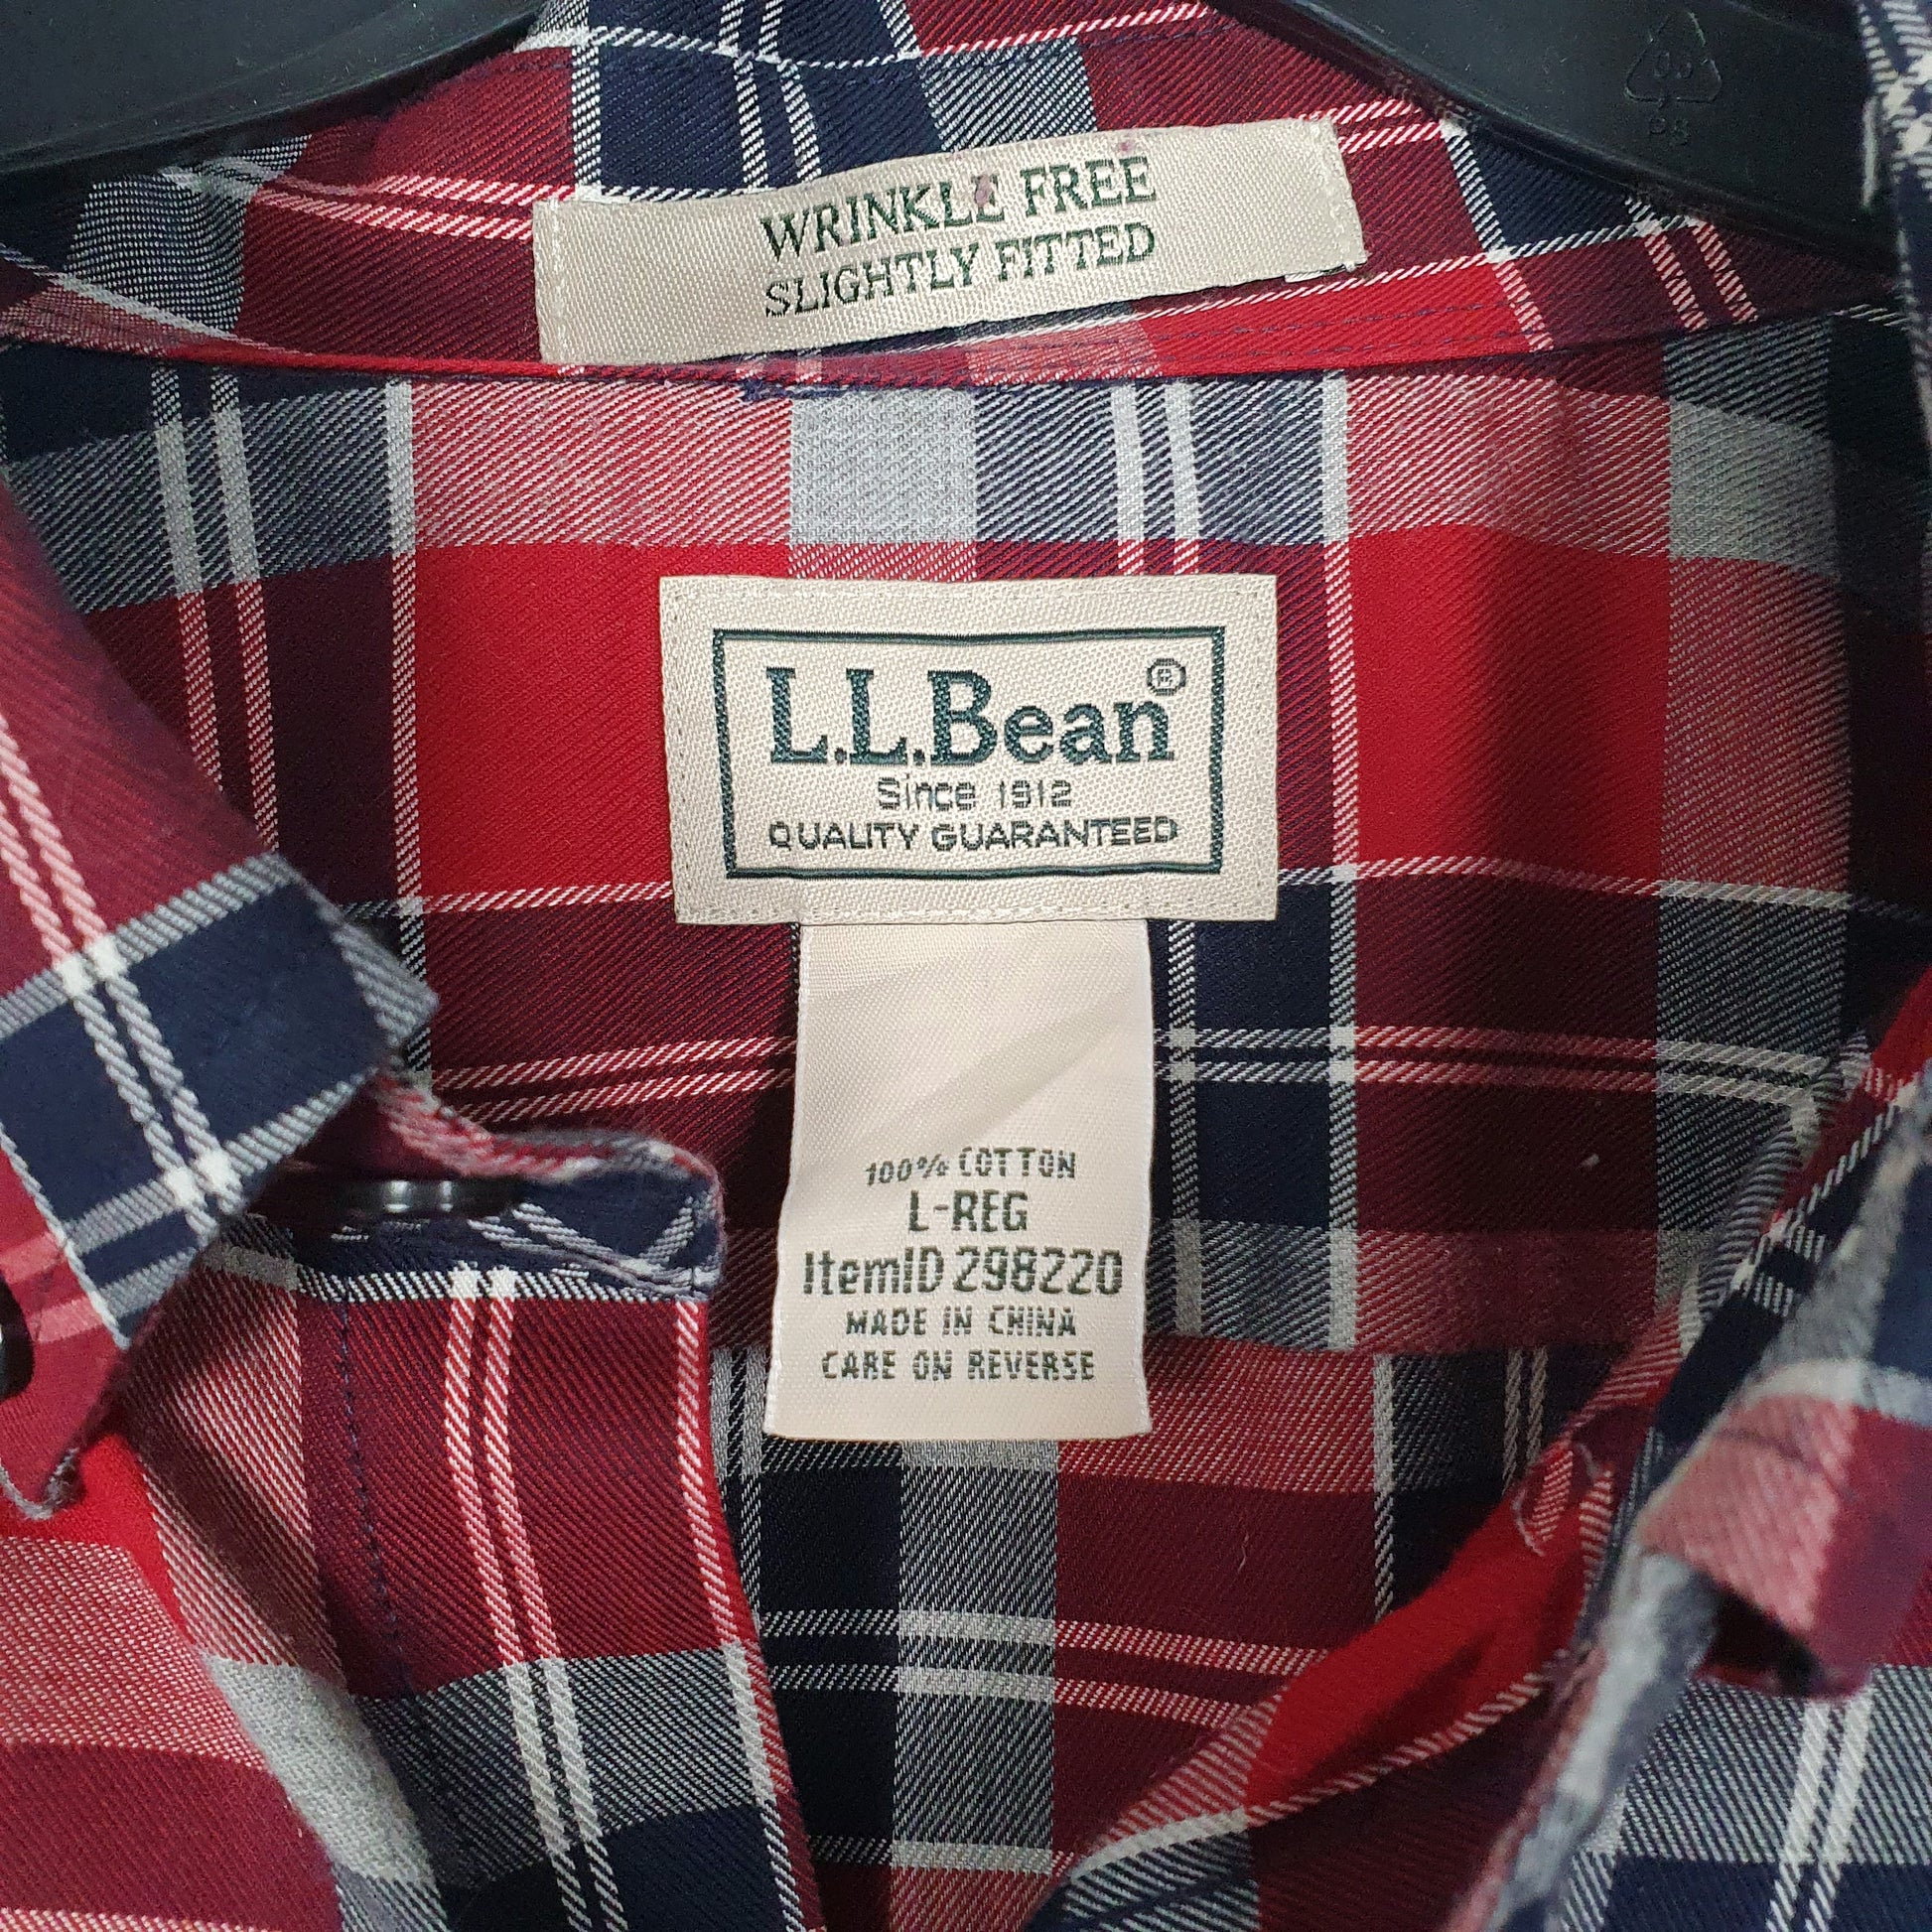 WRINKLE FREE
SLIGHTLY FITTED
L.L.Bean®
Since 1912
QUALITY GUARANTEED
100% COTTON
L-REG
ItemID 298220
MADE IN CHINA
CARE ON REVERSE